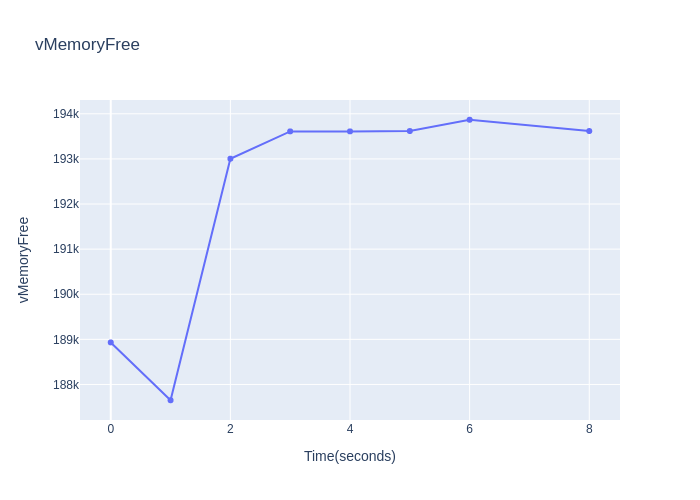 vMemoryFree
194k
193k
192k
191k
190k
189k
188k
vMemoryFree
0 2 4 6 8
Time(seconds)